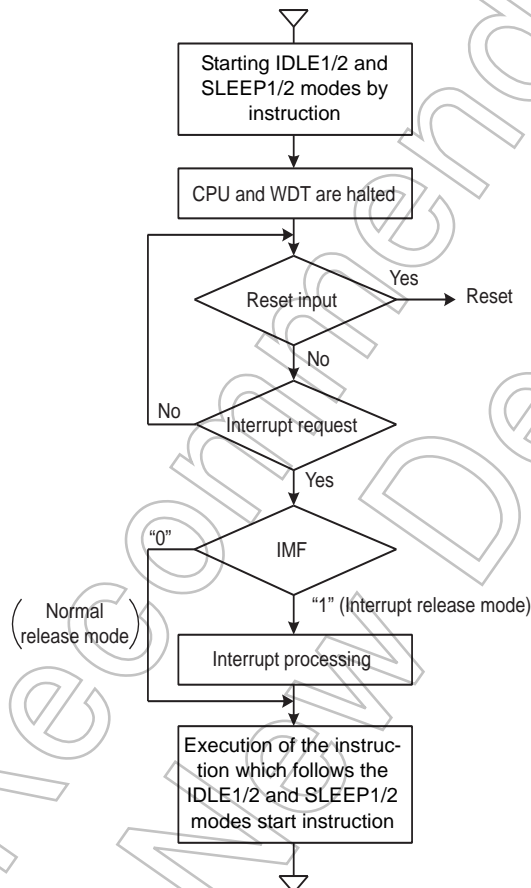 Starting IDLE1/2 and
SLEEP1/2 modes by
instruction
CPU and WDT are halted
Reset input
Yes
Reset
No
Interrupt request
No
Yes
IMF
“0”
(Normal
release mode)
“1” (Interrupt release mode)
Interrupt processing
Execution of the instruc-
tion which follows the
IDLE1/2 and SLEEP1/2
modes start instruction